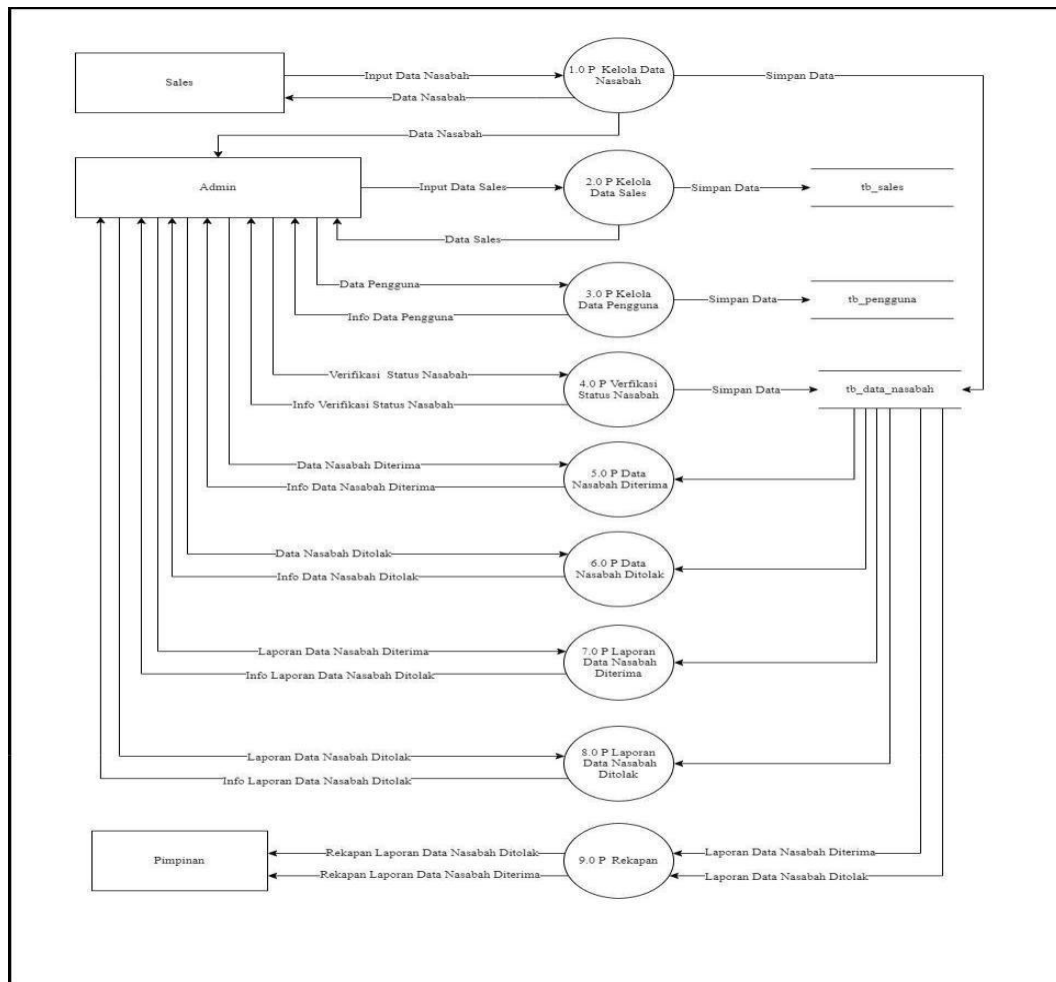 Sales
Input Data Nasabah
Data Nasabah
1.0 P Kelola Data
Nasabah
Simpan Data
Data Nasabah
Admin
Input Data Sales
2.0 P Kelola
Data Sales
Simpan Data
tb_sales
Data Sales
Data Pengguna
Info Data Pengguna
3.0 P Kelola
Data Pengguna
Simpan Data
tb_pengguna
Verifikasi Status Nasabah
Info Verifikasi Status Nasabah
4.0 P Verfikasi
Status Nasabah
Simpan Data
tb_data_nasabah
Data Nasabah Diterima
Info Data Nasabah Diterima
5.0 P Data
Nasabah Diterima
Data Nasabah Ditolak
Info Data Nasabah Ditolak
6.0 P Data
Nasabah Ditolak
Laporan Data Nasabah Diterima
Info Laporan Data Nasabah Ditolak
7.0 P Laporan
Data Nasabah
Diterima
Laporan Data Nasabah Ditolak
Info Laporan Data Nasabah Ditolak
8.0 P Laporan
Data Nasabah
Ditolak
Pimpinan
Rekapan Laporan Data Nasabah Ditolak
Rekapan Laporan Data Nasabah Diterima
9.0 P Rekapan
Laporan Data Nasabah Diterima
Laporan Data Nasabah Ditolak